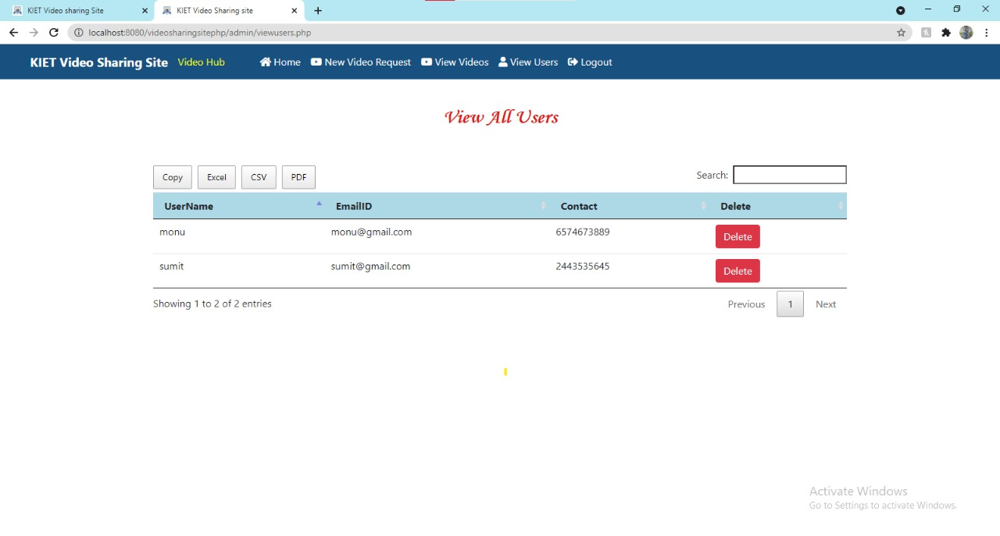 KIET Video sharing Site
KIET Video Sharing site
localhost:8080/videosharingsitephp/admin/viewusers.php
KIET Video Sharing Site Video Hub Home New Video Request View Videos View Users Logout
View All Users
Copy Excel CSV PDF Search:
UserName EmailID Contact Delete
monu monu@gmail.com 6574673889 Delete
sumit sumit@gmail.com 2443535645 Delete
Showing 1 to 2 of 2 entries Previous 1 Next
Activate Windows
Go to Settings to activate Windows.